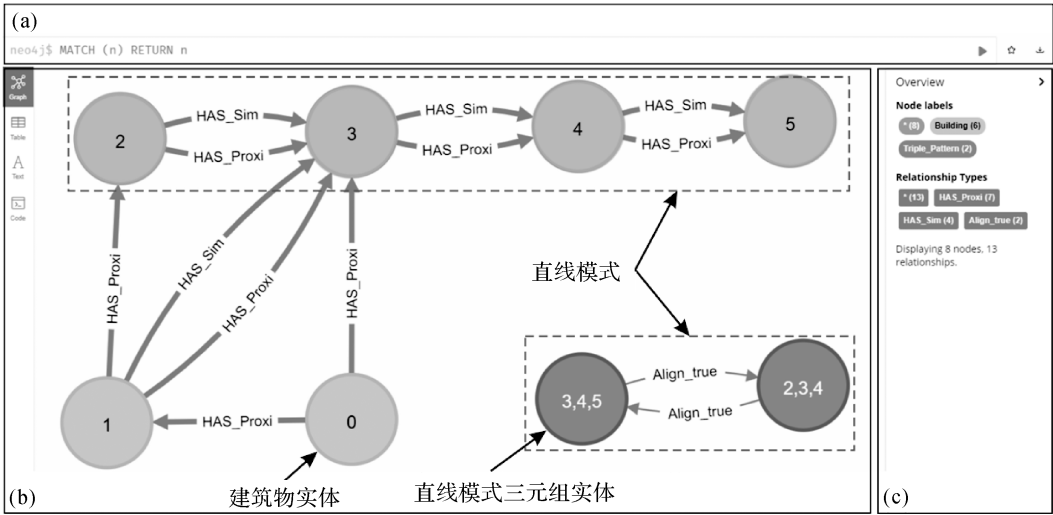 (a)
neo4j$ MATCH (n) RETURN n
Graph
Table
Text
Code
2
HAS_Sim
HAS_Proxi
3
HAS_Sim
HAS_Proxi
4
HAS_Sim
HAS_Proxi
5
HAS_Proxi
HAS_Sim
HAS_Proxi
HAS_Proxi
直线模式
1
HAS_Proxi
0
3,4,5
Align_true
Align_true
2,3,4
建筑物实体
直线模式三元组实体
(b)
Overview
Node labels
* (8) Building (6)
Triple_Pattern (2)
Relationship Types
* (13) HAS_Proxi (7)
HAS_Sim (4) Align_true (2)
Displaying 8 nodes, 13
relationships.
(c)